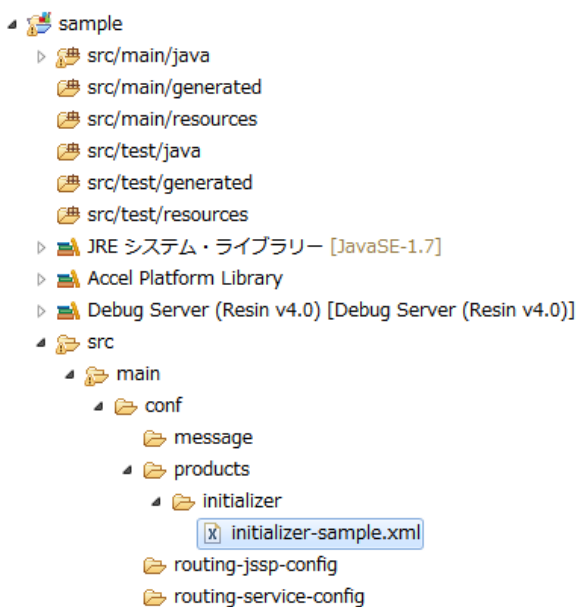 sample
src/main/java
src/main/generated
src/main/resources
src/test/java
src/test/generated
src/test/resources
JRE システム・ライブラリー [JavaSE-1.7]
Accel Platform Library
Debug Server (Resin v4.0) [Debug Server (Resin v4.0)]
src
main
conf
message
products
initializer
initializer-sample.xml
routing-jssp-config
routing-service-config